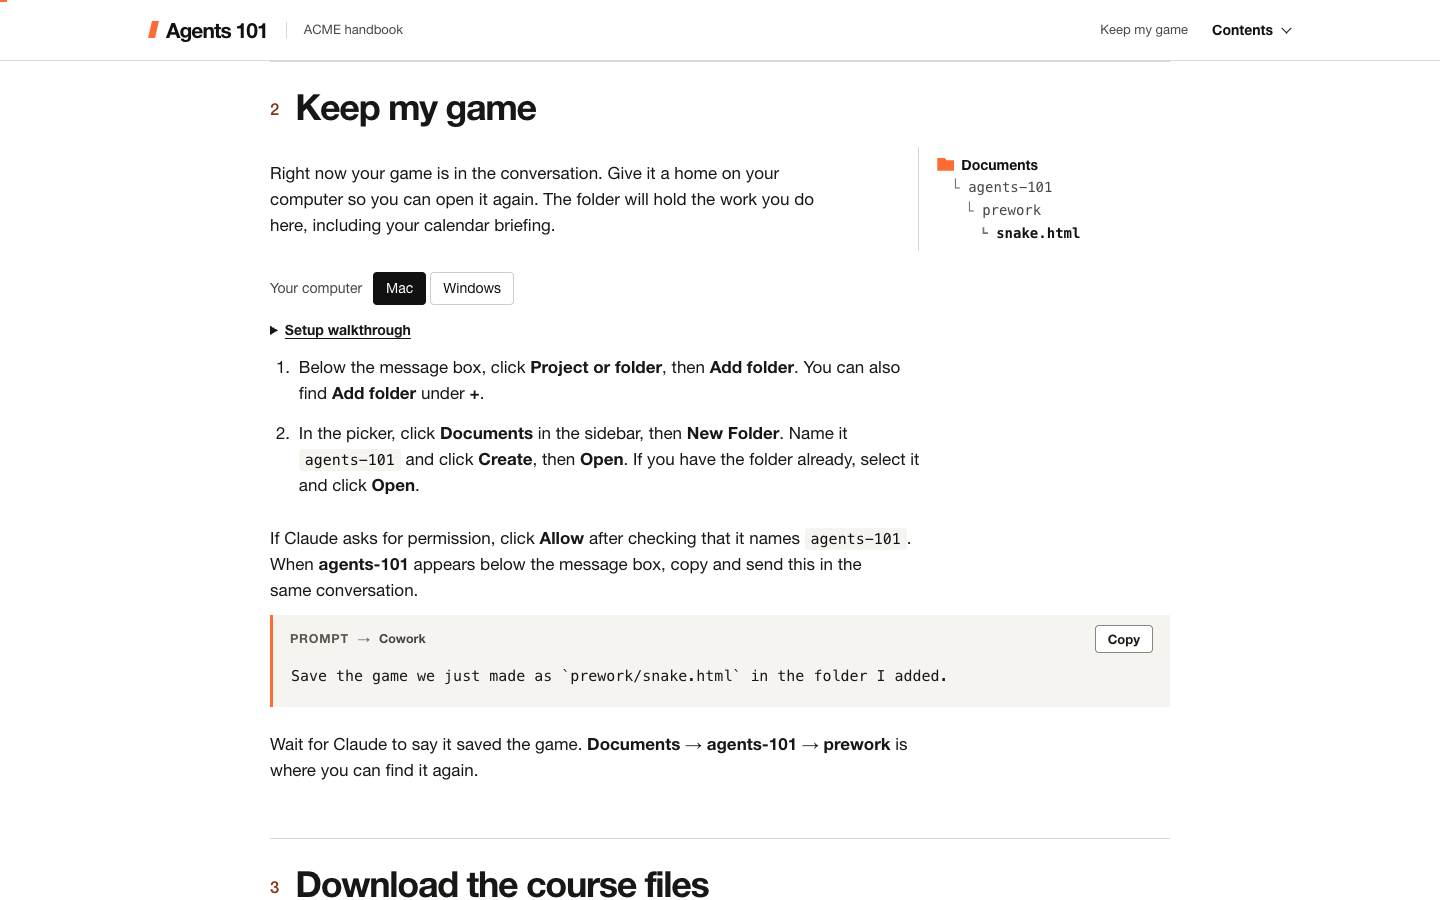 Agents 101
ACME handbook
Keep my game
Contents
2
Keep my game
Right now your game is in the conversation. Give it a home on your
computer so you can open it again. The folder will hold the work you do
here, including your calendar briefing.
Documents
└ agents-101
└ prework
└ snake.html
Your computer
Mac
Windows
Setup walkthrough
1. Below the message box, click Project or folder, then Add folder. You can also
find Add folder under +.
2. In the picker, click Documents in the sidebar, then New Folder. Name it
agents-101 and click Create, then Open. If you have the folder already, select it
and click Open.
If Claude asks for permission, click Allow after checking that it names agents-101.
When agents-101 appears below the message box, copy and send this in the
same conversation.
PROMPT → Cowork
Copy
Save the game we just made as `prework/snake.html` in the folder I added.
Wait for Claude to say it saved the game. Documents → agents-101 → prework is
where you can find it again.
3
Download the course files